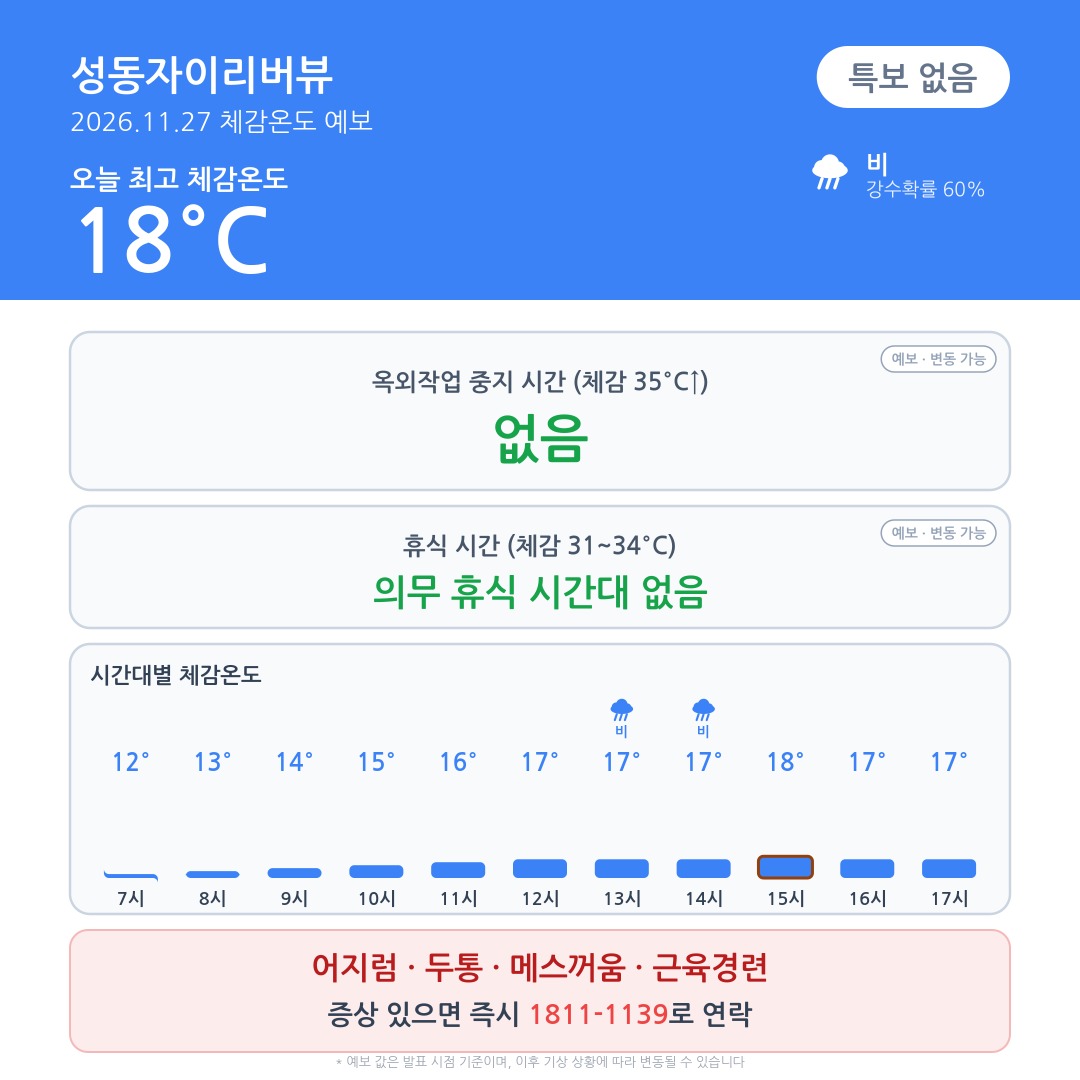 성동자이리버뷰
특보 없음
2026.11.27 체감온도 예보
비
강수확률 60%
오늘 최고 체감온도
18°C
예보 · 변동 가능
옥외작업 중지 시간 (체감 35°C↑)
없음
예보 · 변동 가능
휴식 시간 (체감 31~34°C)
의무 휴식 시간대 없음
시간대별 체감온도
비 비
12° 13° 14° 15° 16° 17° 17° 17° 18° 17° 17°
7시 8시 9시 10시 11시 12시 13시 14시 15시 16시 17시
어지럼 · 두통 · 메스꺼움 · 근육경련
증상 있으면 즉시 1811-1139로 연락
* 예보 값은 발표 시점 기준이며, 이후 기상 상황에 따라 변동될 수 있습니다